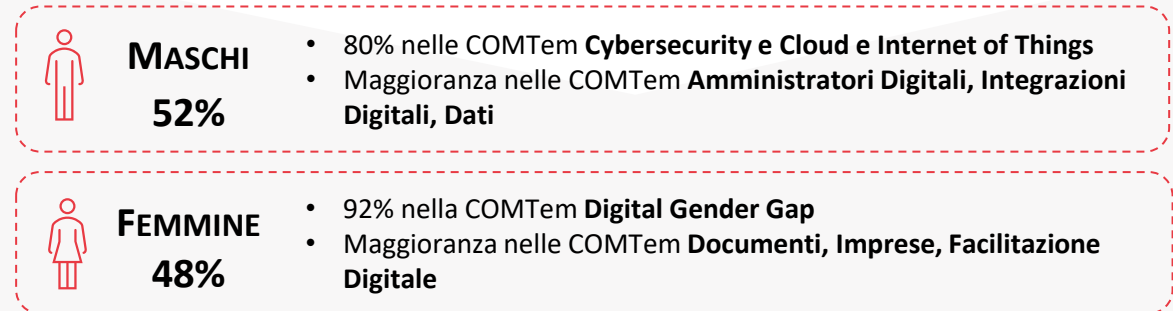 MASCHI
52%
• 80% nelle COMTem Cybersecurity e Cloud e Internet of Things
• Maggioranza nelle COMTem Amministratori Digitali, Integrazioni
Digitali, Dati
FEMMINE
48%
• 92% nella COMTem Digital Gender Gap
• Maggioranza nelle COMTem Documenti, Imprese, Facilitazione
Digitale